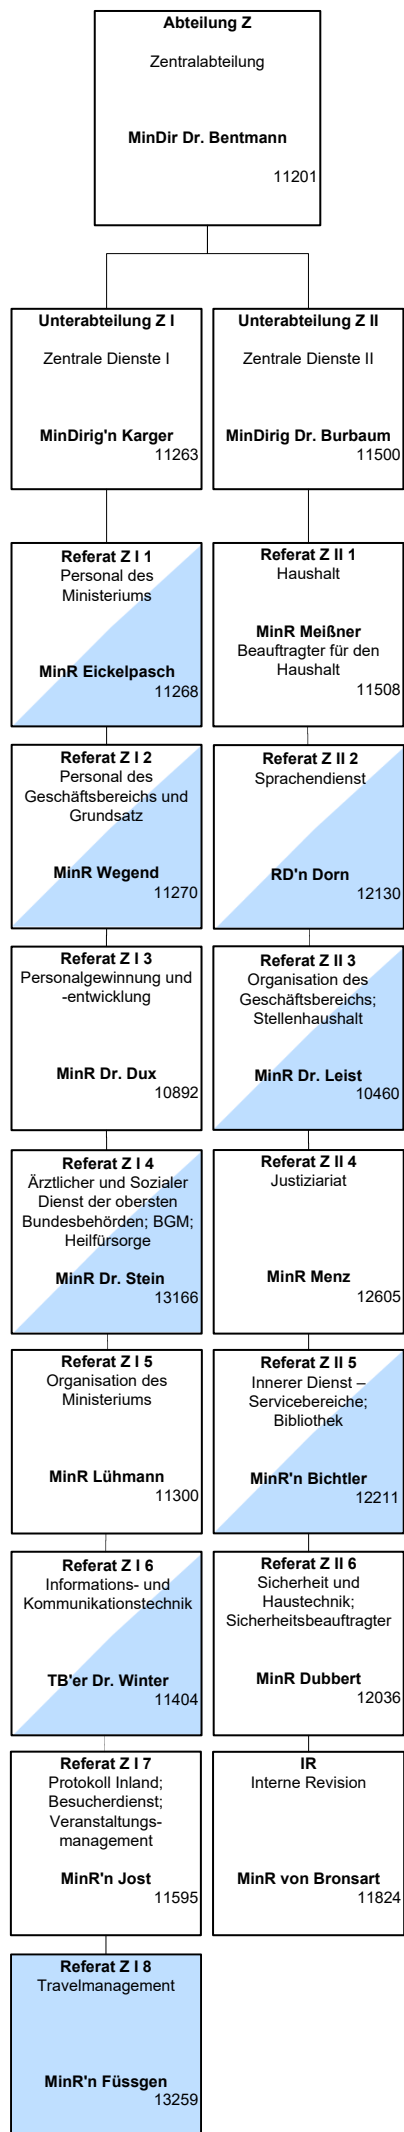 Abteilung Z
Zentralabteilung
MinDir Dr. Bentmann
11201
Unterabteilung Z I
Zentrale Dienste I
MinDirig'n Karger
11263
Unterabteilung Z II
Zentrale Dienste II
MinDirig Dr. Burbaum
11500
Referat Z I 1
Personal des
Ministeriums
MinR Eickelpasch
11268
Referat Z II 1
Haushalt
MinR Meißner
Beauftragter für den
Haushalt
11508
Referat Z I 2
Personal des
Geschäftsbereichs und
Grundsatz
MinR Wegend
11270
Referat Z II 2
Sprachendienst
RD'n Dorn
12130
Referat Z I 3
Personalgewinnung und
-entwicklung
MinR Dr. Dux
10892
Referat Z II 3
Organisation des
Geschäftsbereichs;
Stellenhaushalt
MinR Dr. Leist
10460
Referat Z I 4
Ärztlicher und Sozialer
Dienst der obersten
Bundesbehörden; BGM;
Heilfürsorge
MinR Dr. Stein
13166
Referat Z II 4
Justiziariat
MinR Menz
12605
Referat Z I 5
Organisation des
Ministeriums
MinR Lühmann
11300
Referat Z II 5
Innerer Dienst –
Servicebereiche;
Bibliothek
MinR'n Bichtler
12211
Referat Z I 6
Informations- und
Kommunikationstechnik
TB'er Dr. Winter
11404
Referat Z II 6
Sicherheit und
Haustechnik;
Sicherheitsbeauftragter
MinR Dubbert
12036
Referat Z I 7
Protokoll Inland;
Besucherdienst;
Veranstaltungs-
management
MinR'n Jost
11595
IR
Interne Revision
MinR von Bronsart
11824
Referat Z I 8
Travelmanagement
MinR'n Füssgen
13259